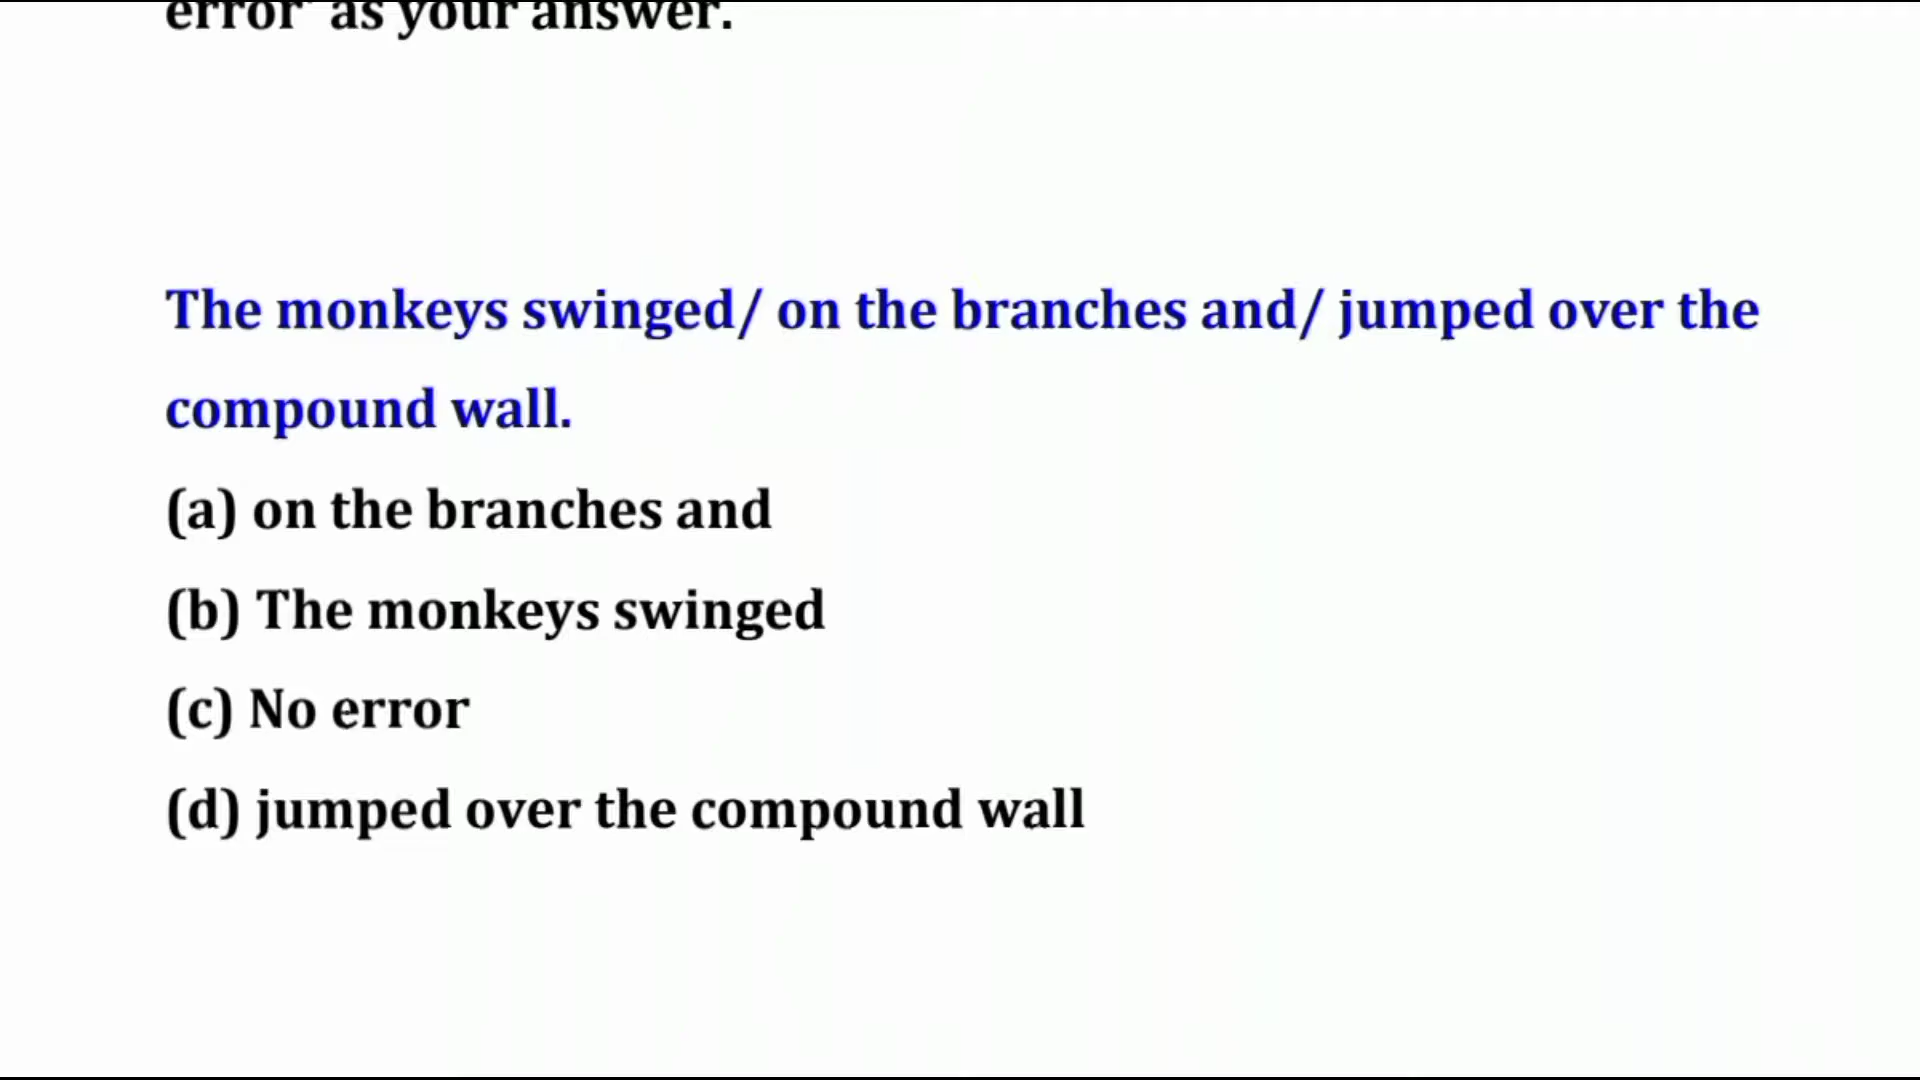 error' as your answer.
The monkeys swinged/ on the branches and/ jumped over the
compound wall.
(a) on the branches and
(b) The monkeys swinged
(c) No error
(d) jumped over the compound wall